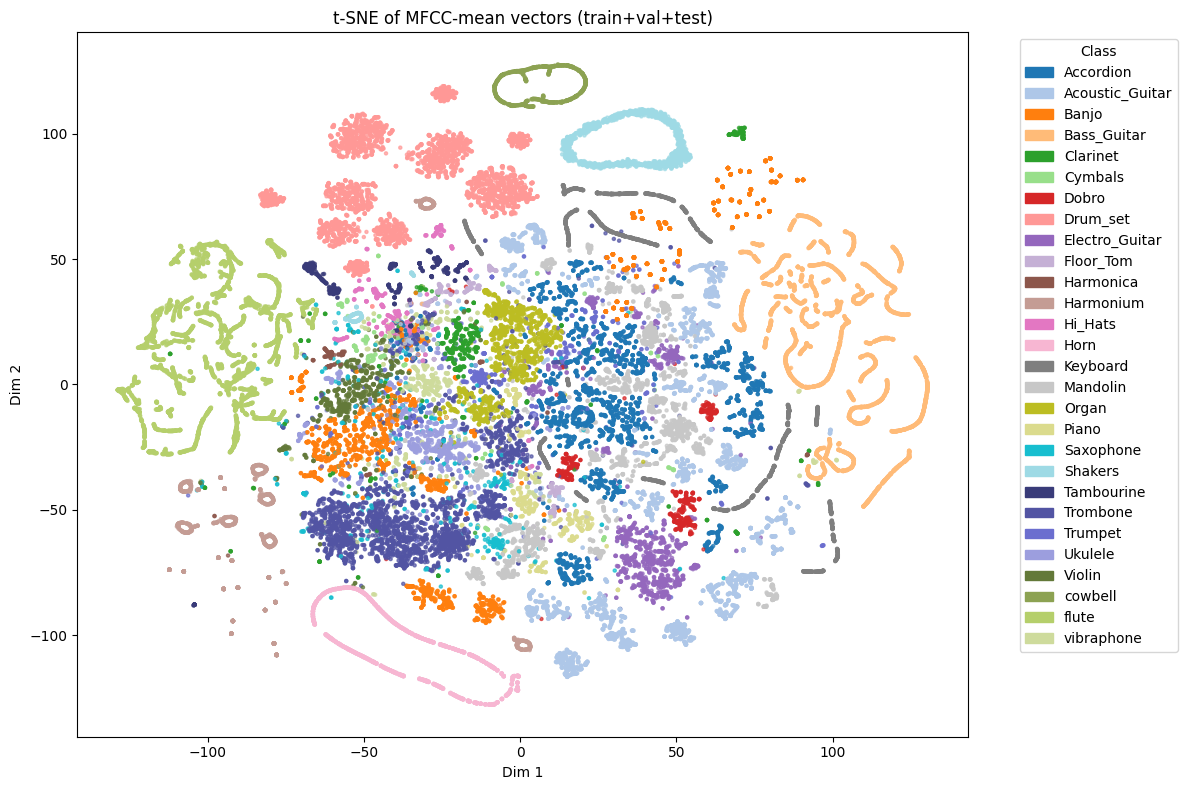 t-SNE of MFCC-mean vectors (train+val+test)
Class
Accordion
Acoustic_Guitar
Banjo
Bass_Guitar
Clarinet
Cymbals
Dobro
Drum_set
Electro_Guitar
Floor_Tom
Harmonica
Harmonium
Hi_Hats
Horn
Keyboard
Mandolin
Organ
Piano
Saxophone
Shakers
Tambourine
Trombone
Trumpet
Ukulele
Violin
cowbell
flute
vibraphone
Dim 2
100
50
0
−50
−100
−100
−50
0
50
100
Dim 1